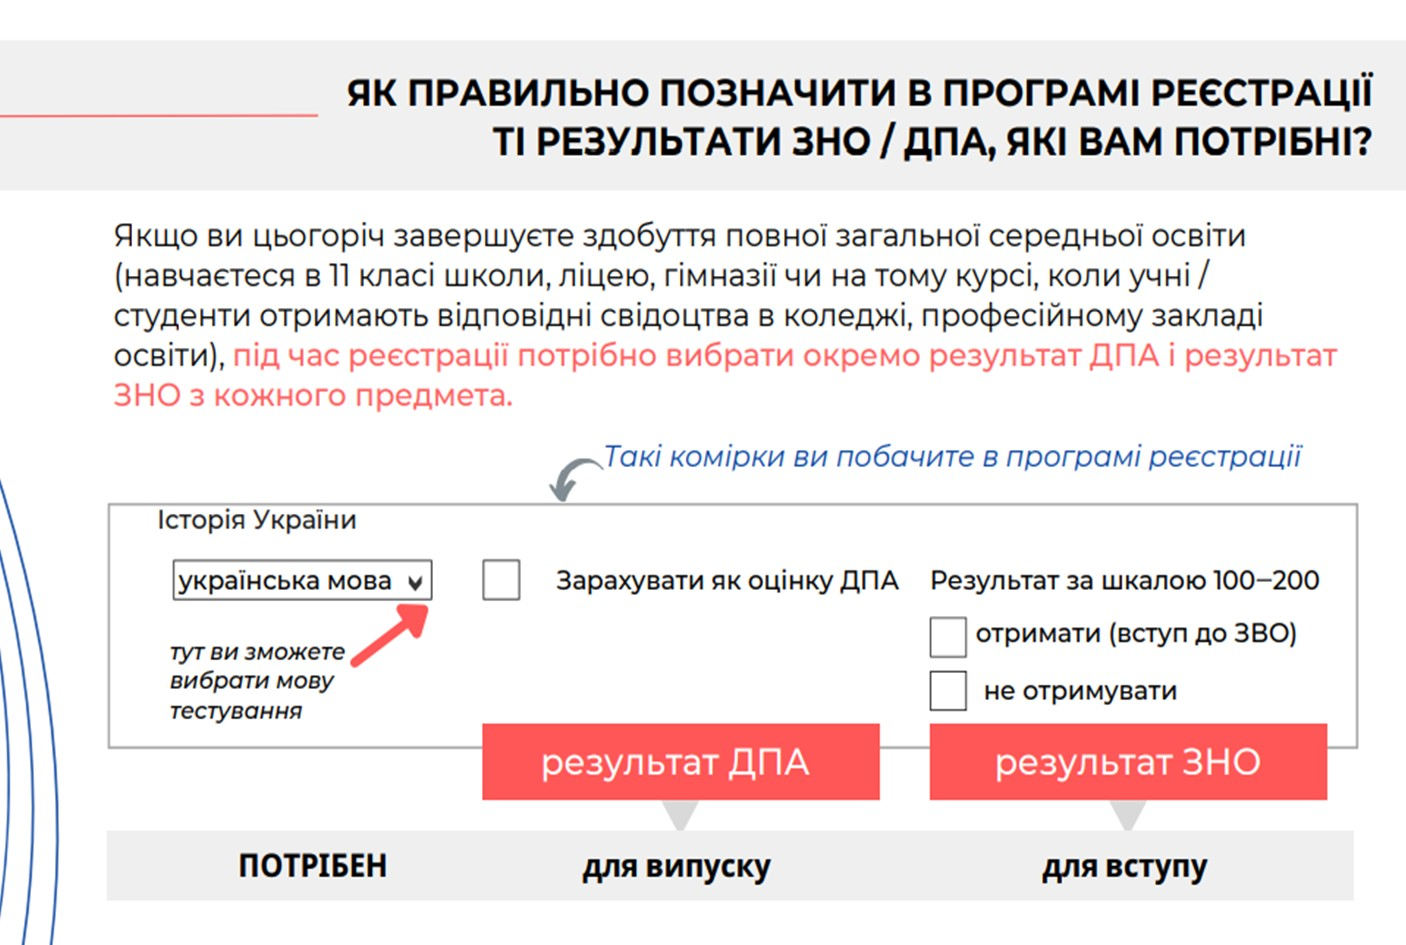 ЯК ПРАВИЛЬНО ПОЗНАЧИТИ В ПРОГРАМІ РЕЄСТРАЦІЇ
ТІ РЕЗУЛЬТАТИ ЗНО / ДПА, ЯКІ ВАМ ПОТРІБНІ?
Якщо ви цьогоріч завершуєте здобуття повної загальної середньої освіти
(навчаєтеся в 11 класі школи, ліцею, гімназії чи на тому курсі, коли учні /
студенти отримають відповідні свідоцтва в коледжі, професійному закладі
освіти), під час реєстрації потрібно вибрати окремо результат ДПА і результат
ЗНО з кожного предмета.
Такі комірки ви побачите в програмі реєстрації
Історія України
українська мова
Зарахувати як оцінку ДПА
Результат за шкалою 100–200
отримати (вступ до ЗВО)
не отримувати
тут ви зможете
вибрати мову
тестування
результат ДПА
результат ЗНО
ПОТРІБЕН
для випуску
для вступу